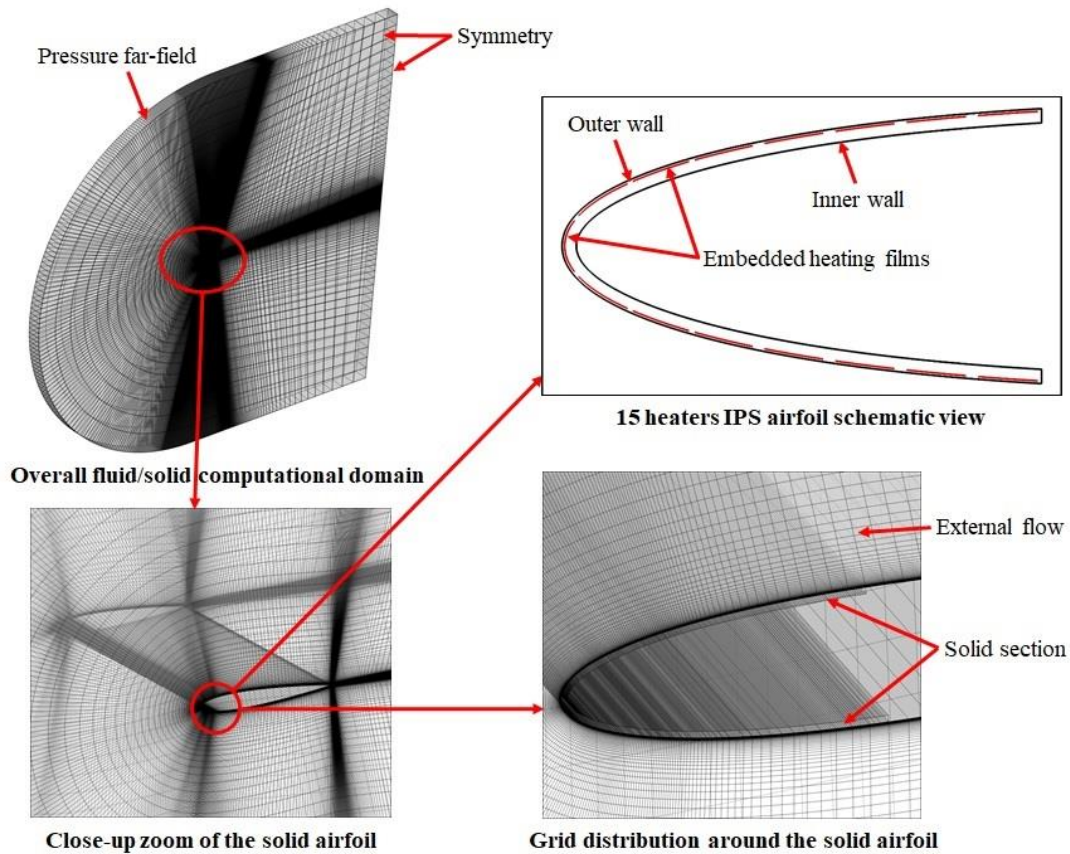 Pressure far-field
Symmetry
Outer wall
Inner wall
Embedded heating films
15 heaters IPS airfoil schematic view
Overall fluid/solid computational domain
External flow
Solid section
Close-up zoom of the solid airfoil
Grid distribution around the solid airfoil